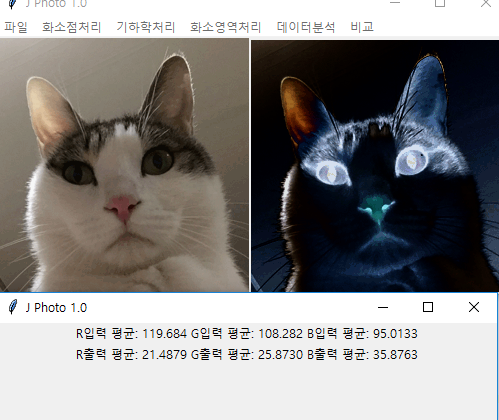 J Photo 1.0
파일 화소점처리 기하학처리 화소영역처리 데이터분석 비교
J Photo 1.0
R입력 평균: 119.684 G입력 평균: 108.282 B입력 평균: 95.0133
R출력 평균: 21.4879 G출력 평균: 25.8730 B출력 평균: 35.8763